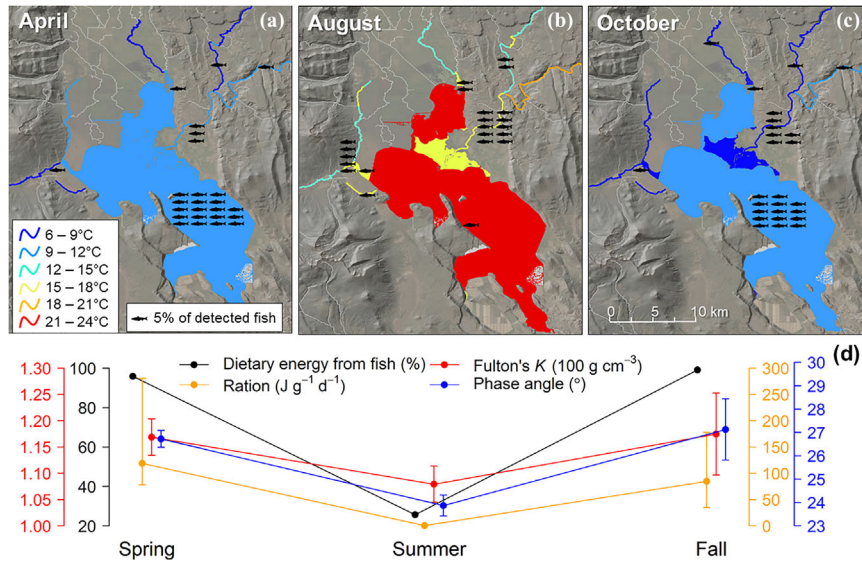 April (a)
August (b)
October (c)
6 – 9°C
9 – 12°C
12 – 15°C
15 – 18°C
18 – 21°C
21 – 24°C
5% of detected fish
0 5 10 km
(d)
Dietary energy from fish (%)
Ration (J g⁻¹ d⁻¹)
Fulton's K (100 g cm⁻³)
Phase angle (°)
1.30
1.25
1.20
1.15
1.10
1.05
1.00
100
80
60
40
20
300
250
200
150
100
50
0
30
29
28
27
26
25
24
23
Spring Summer Fall